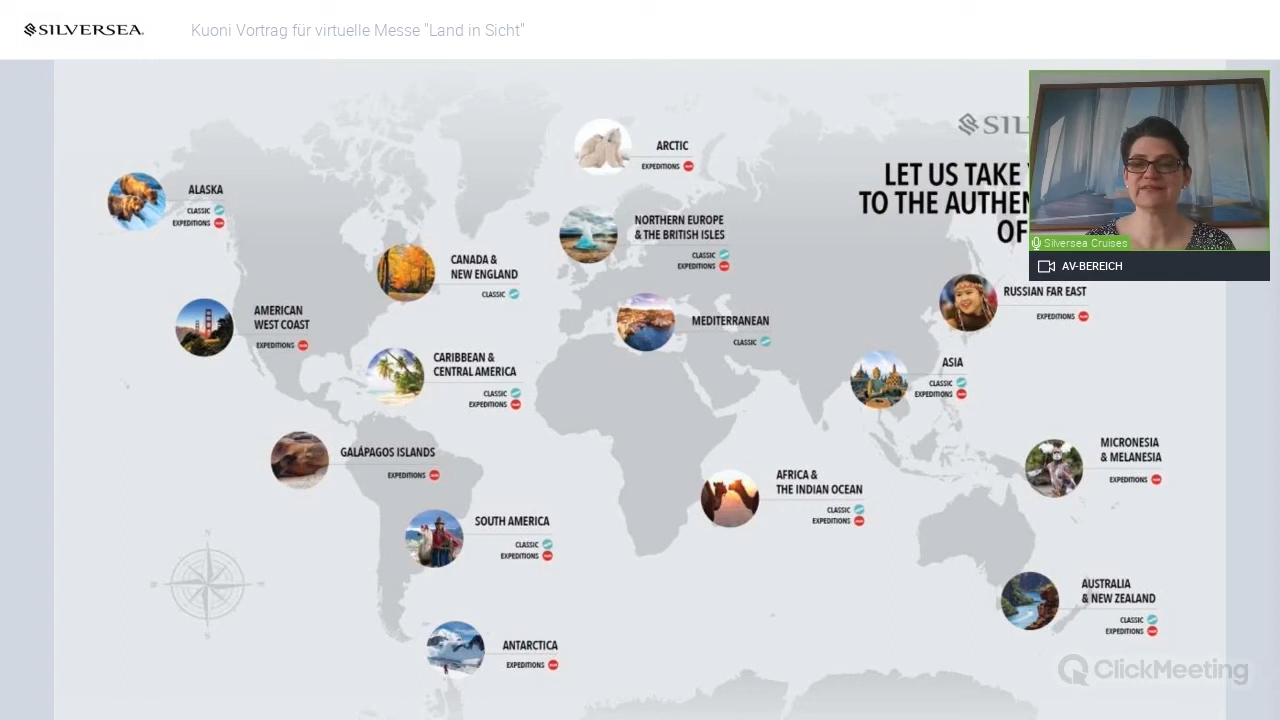 SILVERSEA
Kuoni Vortrag für virtuelle Messe "Land in Sicht"
SIL
LET US TAKE
TO THE AUTHEN
OF
Silversea Cruises
AV-BEREICH
ARCTIC
EXPEDITIONS
ALASKA
CLASSIC
EXPEDITIONS
NORTHERN EUROPE
& THE BRITISH ISLES
CLASSIC
EXPEDITIONS
CANADA &
NEW ENGLAND
CLASSIC
RUSSIAN FAR EAST
EXPEDITIONS
AMERICAN
WEST COAST
EXPEDITIONS
MEDITERRANEAN
CLASSIC
CARIBBEAN &
CENTRAL AMERICA
CLASSIC
EXPEDITIONS
ASIA
CLASSIC
EXPEDITIONS
GALÁPAGOS ISLANDS
EXPEDITIONS
MICRONESIA
& MELANESIA
EXPEDITIONS
AFRICA &
THE INDIAN OCEAN
CLASSIC
EXPEDITIONS
SOUTH AMERICA
CLASSIC
EXPEDITIONS
N
W
E
S
AUSTRALIA
& NEW ZEALAND
CLASSIC
EXPEDITIONS
ANTARCTICA
EXPEDITIONS
ClickMeeting